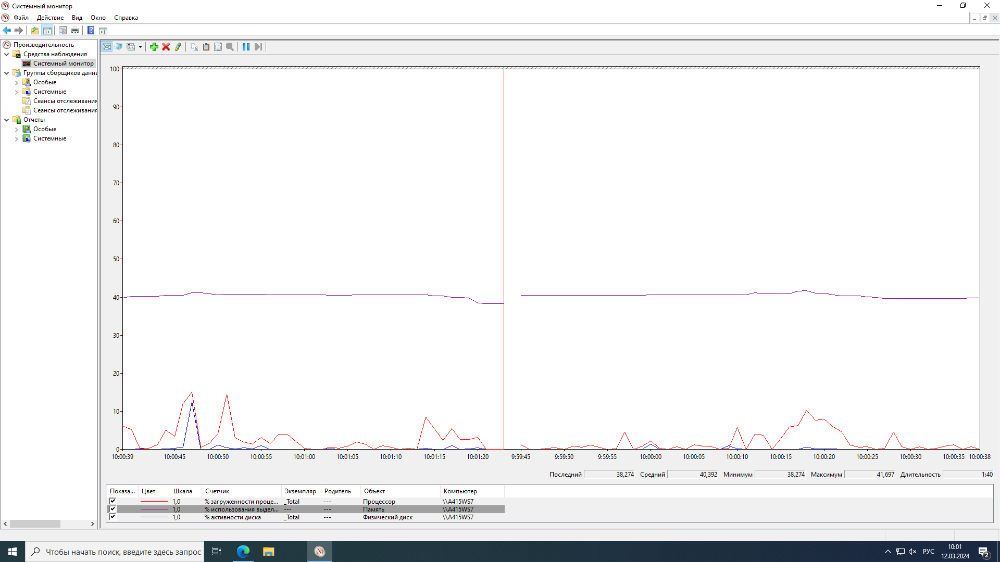 Системный монитор
Файл Действие Вид Окно Справка
Производительность
Средства наблюдения
Системный монитор
Группы сборщиков данн
Особые
Системные
Сеансы отслеживания
Сеансы отслеживания
Отчеты
Особые
Системные
100
90
80
70
60
50
40
30
20
10
0
10:00:39 10:00:45 10:00:50 10:00:55 10:01:00 10:01:05 10:01:10 10:01:15 10:01:20 9:59:45 9:59:50 9:59:55 10:00:00 10:00:05 10:00:10 10:00:15 10:00:20 10:00:25 10:00:30 10:00:35 10:00:38
Последний 38,274 Средний 40,392 Минимум 38,274 Максимум 41,697 Длительность 1:40
Показа... Цвет Шкала Счетчик Экземпляр Родитель Объект Компьютер
1,0 % загруженности проце... _Total --- Процессор \\A415WS7
1,0 % использования выдел... --- --- Память \\A415WS7
1,0 % активности диска _Total --- Физический диск \\A415WS7
Чтобы начать поиск, введите здесь запрос
РУС
10:01
12.03.2024
2